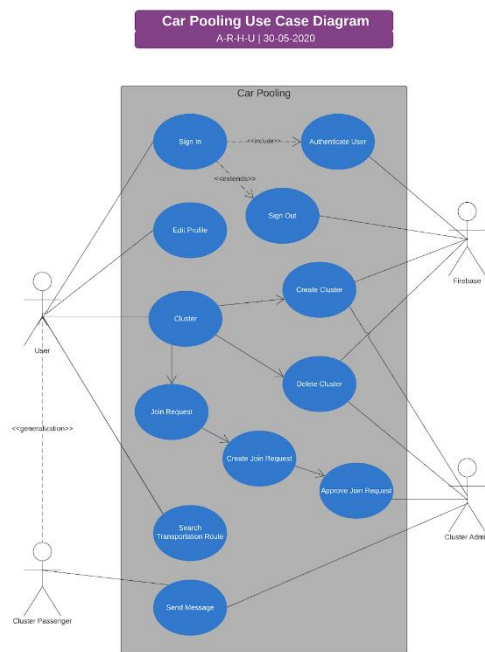 Car Pooling Use Case Diagram
A-R-H-U | 30-05-2020
Car Pooling
Sign In
<<include>>
Authenticate User
<<extends>>
Sign Out
Edit Profile
Firebase
Create Cluster
Cluster
User
Delete Cluster
Join Request
<<generalization>>
Create Join Request
Approve Join Request
Search
Transportation Route
Cluster Admin
Send Message
Cluster Passenger